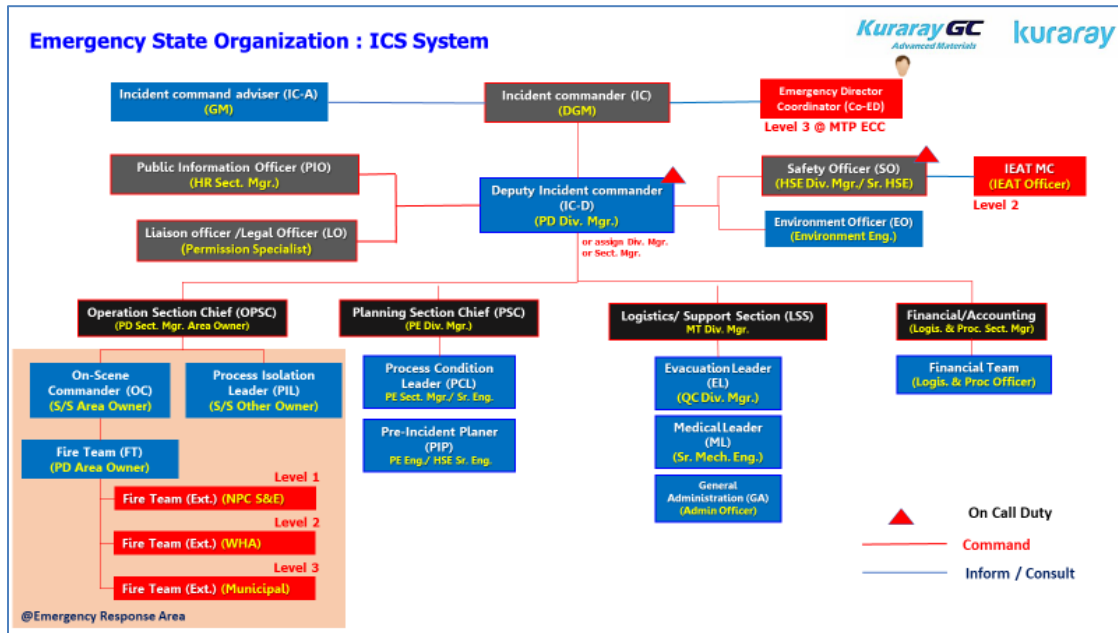 Emergency State Organization : ICS System
Kuraray GC
Advanced Materials
kuraray
Incident command adviser (IC-A)
(GM)
Incident commander (IC)
(DGM)
Emergency Director
Coordinator (Co-ED)
Level 3 @ MTP ECC
Public Information Officer (PIO)
(HR Sect. Mgr.)
Deputy Incident commander
(IC-D)
(PD Div. Mgr.)
Safety Officer (SO)
(HSE Div. Mgr./ Sr. HSE)
IEAT MC
(IEAT Officer)
Level 2
Liaison officer /Legal Officer (LO)
(Permission Specialist)
Environment Officer (EO)
(Environment Eng.)
or assign Div. Mgr.
or Sect. Mgr.
Operation Section Chief (OPSC)
(PD Sect. Mgr. Area Owner)
Planning Section Chief (PSC)
(PE Div. Mgr.)
Logistics/ Support Section (LSS)
MT Div. Mgr.
Financial/Accounting
(Logis. & Proc. Sect. Mgr)
On-Scene
Commander (OC)
(S/S Area Owner)
Process Isolation
Leader (PIL)
(S/S Other Owner)
Process Condition
Leader (PCL)
PE Sect. Mgr./ Sr. Eng.
Evacuation Leader
(EL)
(QC Div. Mgr.)
Financial Team
(Logis. & Proc Officer)
Fire Team (FT)
(PD Area Owner)
Pre-Incident Planer
(PIP)
PE Eng./ HSE Sr. Eng.
Medical Leader
(ML)
(Sr. Mech. Eng.)
General
Administration (GA)
(Admin Officer)
Level 1
Fire Team (Ext.) (NPC S&E)
Level 2
Fire Team (Ext.) (WHA)
Level 3
Fire Team (Ext.) (Municipal)
@Emergency Response Area
On Call Duty
Command
Inform / Consult